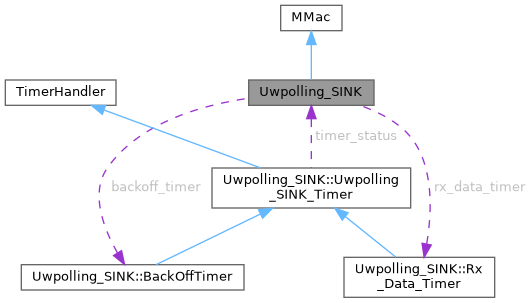 MMac
TimerHandler
Uwpolling_SINK
timer_status
backoff_timer
rx_data_timer
Uwpolling_SINK::Uwpolling
_SINK_Timer
Uwpolling_SINK::BackOffTimer
Uwpolling_SINK::Rx
_Data_Timer